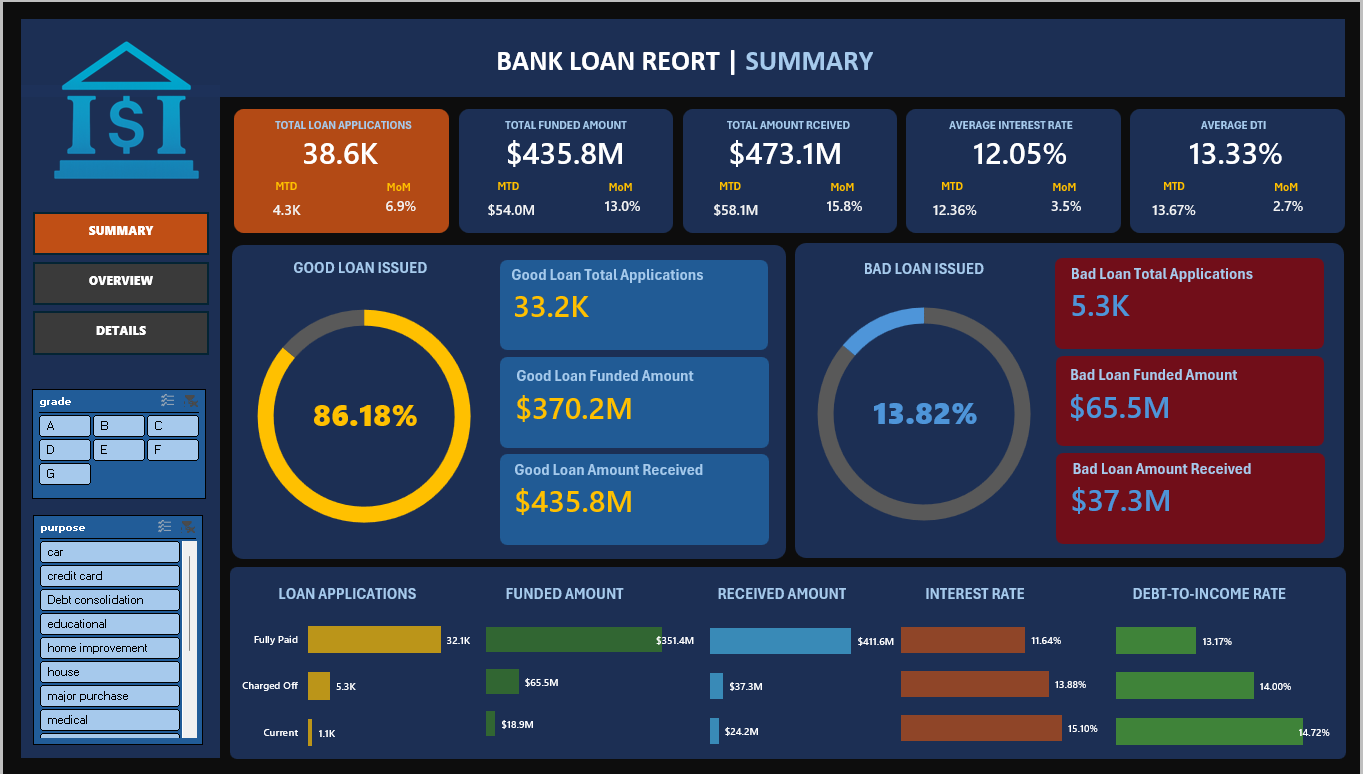 BANK LOAN REORT | SUMMARY
TOTAL LOAN APPLICATIONS
38.6K
MTD MoM
4.3K 6.9%
TOTAL FUNDED AMOUNT
$435.8M
MTD MoM
$54.0M 13.0%
TOTAL AMOUNT RCEIVED
$473.1M
MTD MoM
$58.1M 15.8%
AVERAGE INTEREST RATE
12.05%
MTD MoM
12.36% 3.5%
AVERAGE DTI
13.33%
MTD MoM
13.67% 2.7%
SUMMARY
OVERVIEW
DETAILS
grade
A B C
D E F
G
purpose
car
credit card
Debt consolidation
educational
home improvement
house
major purchase
medical
GOOD LOAN ISSUED
86.18%
Good Loan Total Applications
33.2K
Good Loan Funded Amount
$370.2M
Good Loan Amount Received
$435.8M
BAD LOAN ISSUED
13.82%
Bad Loan Total Applications
5.3K
Bad Loan Funded Amount
$65.5M
Bad Loan Amount Received
$37.3M
LOAN APPLICATIONS FUNDED AMOUNT RECEIVED AMOUNT INTEREST RATE DEBT-TO-INCOME RATE
Fully Paid 32.1K $351.4M $411.6M 11.64% 13.17%
Charged Off 5.3K $65.5M $37.3M 13.88% 14.00%
Current 1.1K $18.9M $24.2M 15.10% 14.72%